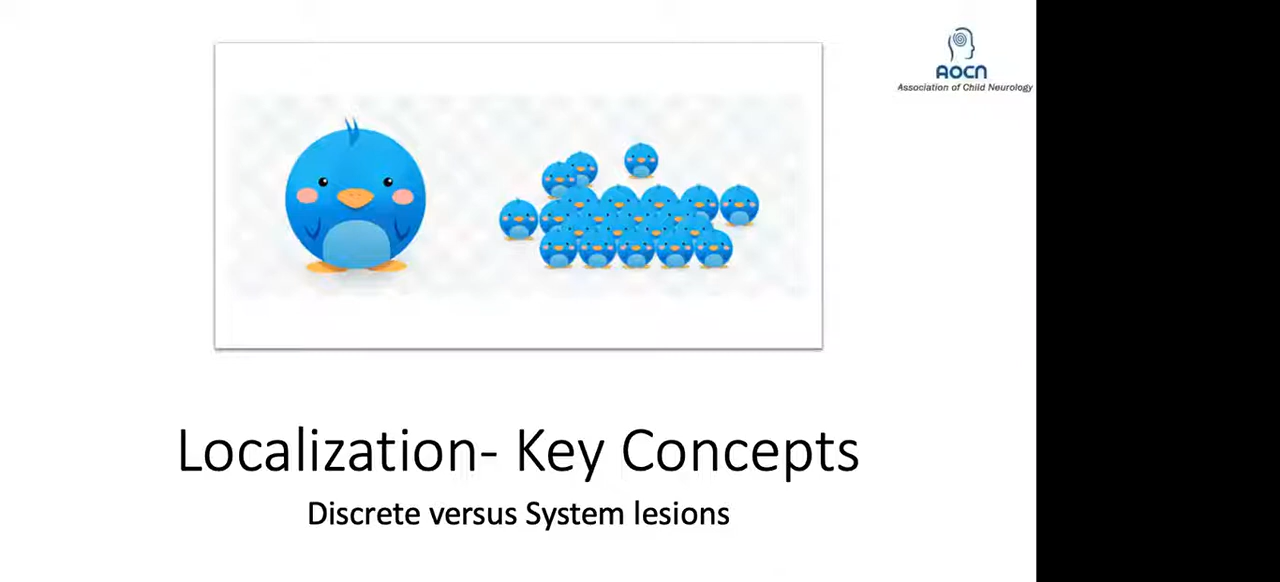 AOCN
Association of Child Neurology
Localization- Key Concepts
Discrete versus System lesions